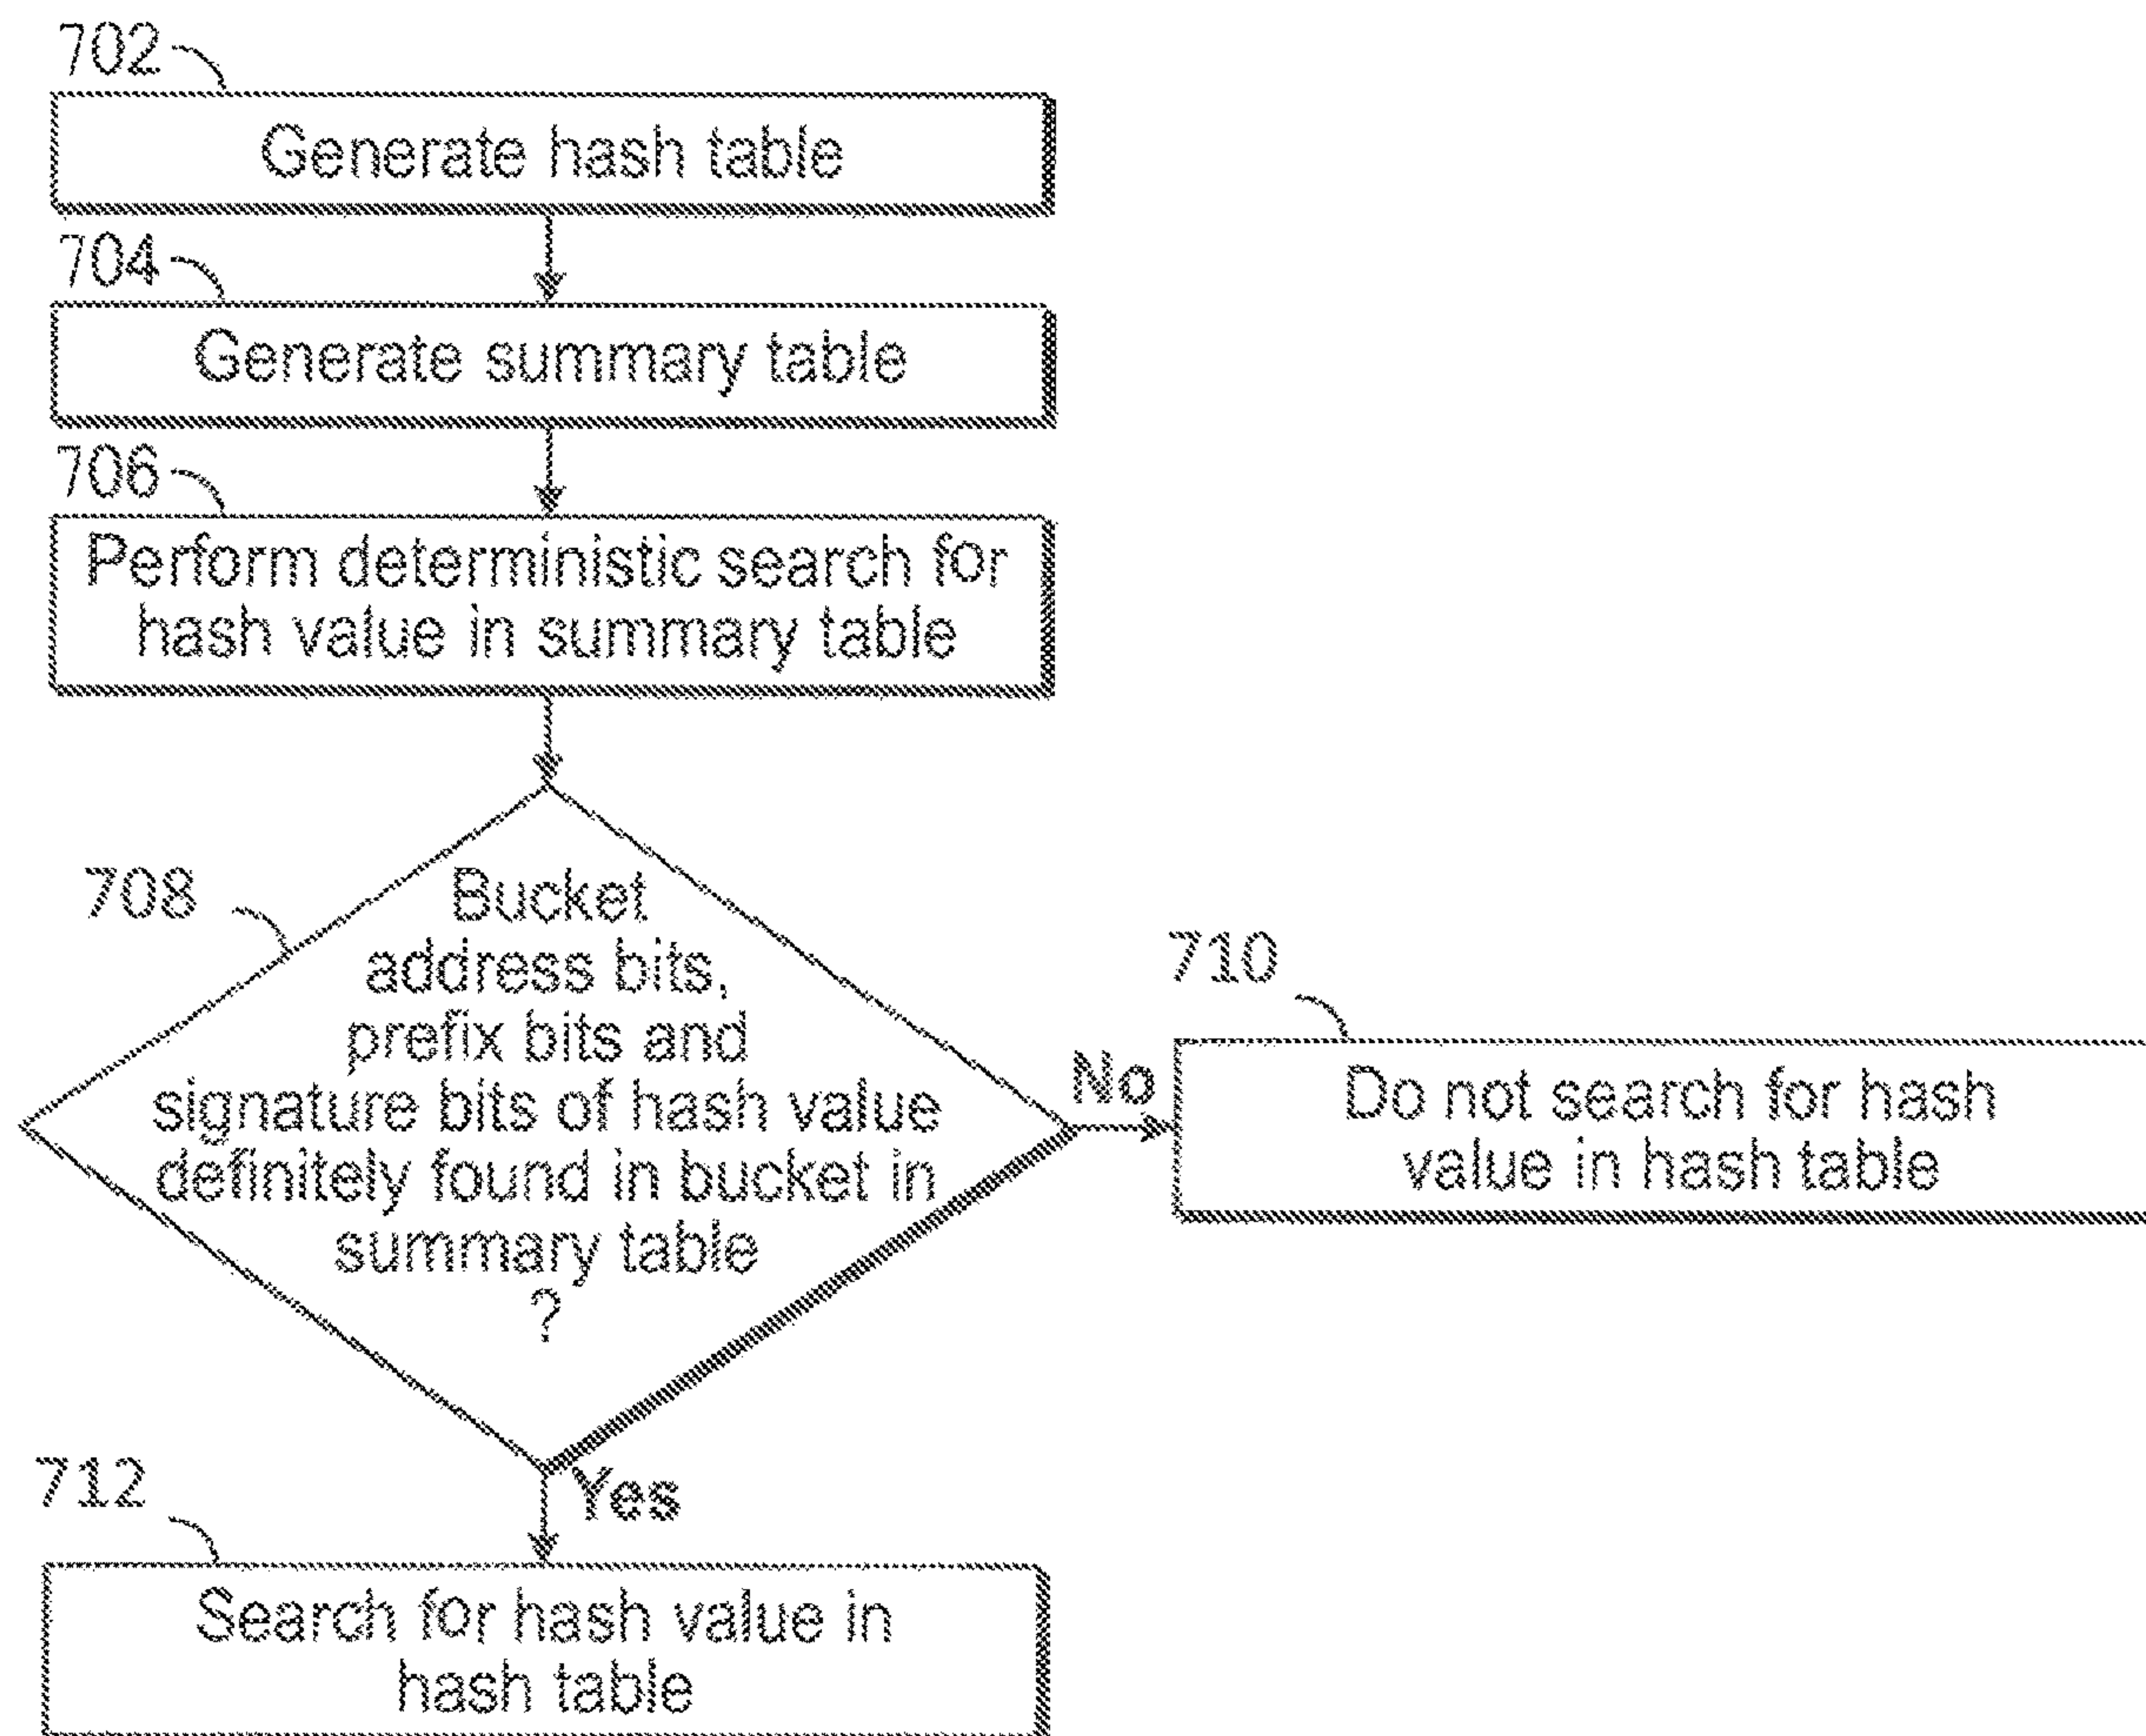 702
Generate hash table
704
Generate summary table
706
Perform deterministic search for
hash value in summary table
708
Bucket
address bits,
prefix bits and
signature bits of hash value
definitely found in bucket in
summary table
?
No
710
Do not search for hash
value in hash table
Yes
712
Search for hash value in
hash table